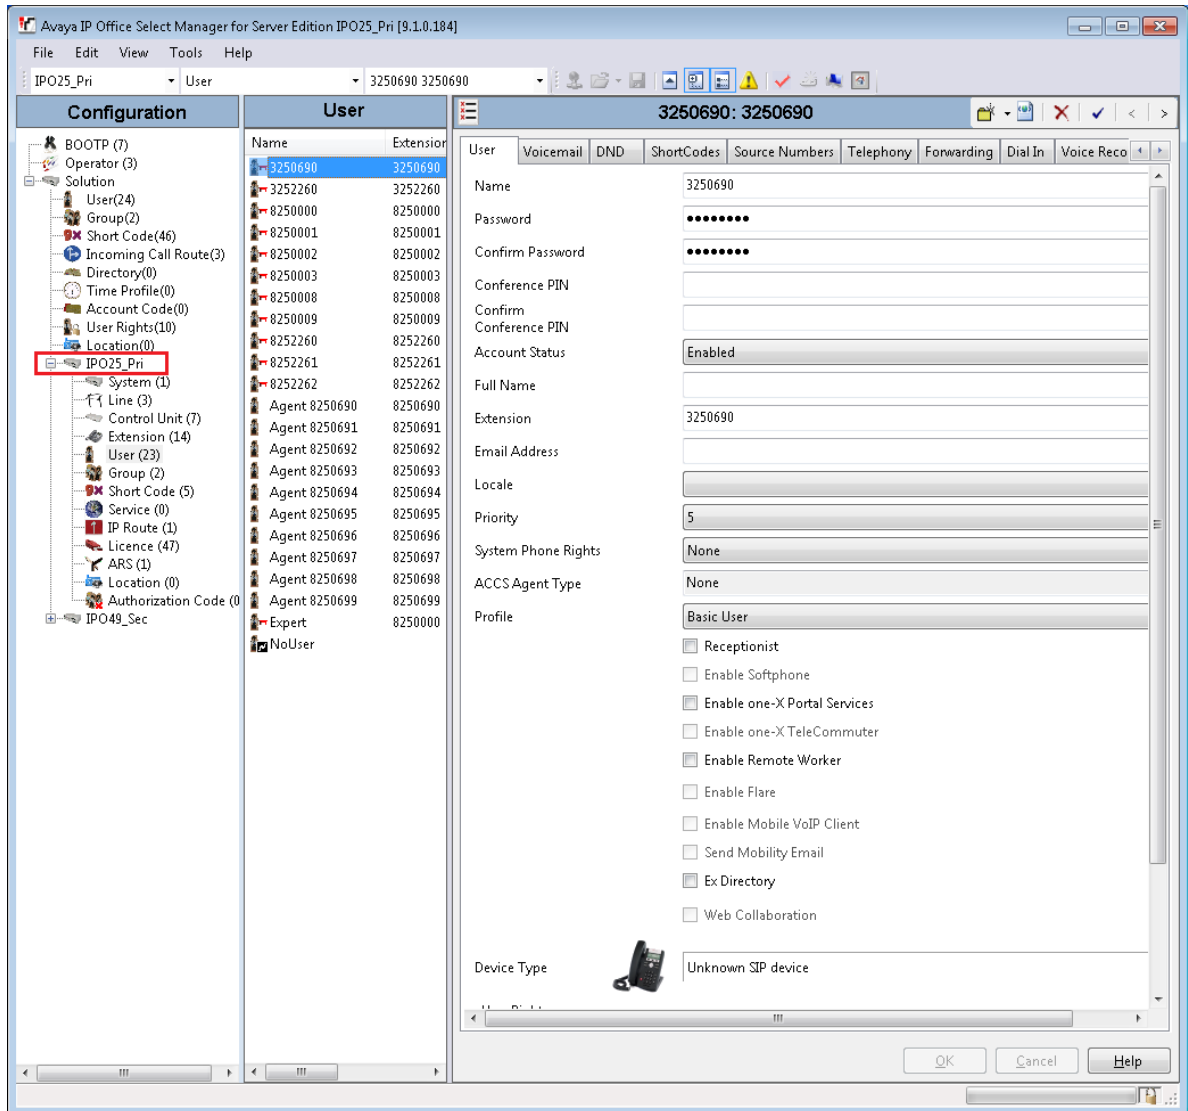 Avaya IP Office Select Manager for Server Edition IPO25_Pri [9.1.0.184]
File Edit View Tools Help
IPO25_Pri User 3250690 3250690
Configuration
BOOTP (7)
Operator (3)
Solution
User(24)
Group(2)
Short Code(46)
Incoming Call Route(3)
Directory(0)
Time Profile(0)
Account Code(0)
User Rights(10)
Location(0)
IPO25_Pri
System (1)
Line (3)
Control Unit (7)
Extension (14)
User (23)
Group (2)
Short Code (5)
Service (0)
IP Route (1)
Licence (47)
ARS (1)
Location (0)
Authorization Code (0
IPO49_Sec
User
Name Extension
3250690 3250690
3252260 3252260
8250000 8250000
8250001 8250001
8250002 8250002
8250003 8250003
8250008 8250008
8250009 8250009
8252260 8252260
8252261 8252261
8252262 8252262
Agent 8250690 8250690
Agent 8250691 8250691
Agent 8250692 8250692
Agent 8250693 8250693
Agent 8250694 8250694
Agent 8250695 8250695
Agent 8250696 8250696
Agent 8250697 8250697
Agent 8250698 8250698
Agent 8250699 8250699
Expert 8250000
NoUser
3250690: 3250690
User Voicemail DND ShortCodes Source Numbers Telephony Forwarding Dial In Voice Reco
Name 3250690
Password ●●●●●●●●
Confirm Password ●●●●●●●●
Conference PIN
Confirm
Conference PIN
Account Status Enabled
Full Name
Extension 3250690
Email Address
Locale
Priority 5
System Phone Rights None
ACCS Agent Type None
Profile Basic User
Receptionist
Enable Softphone
Enable one-X Portal Services
Enable one-X TeleCommuter
Enable Remote Worker
Enable Flare
Enable Mobile VoIP Client
Send Mobility Email
Ex Directory
Web Collaboration
Device Type Unknown SIP device
OK Cancel Help